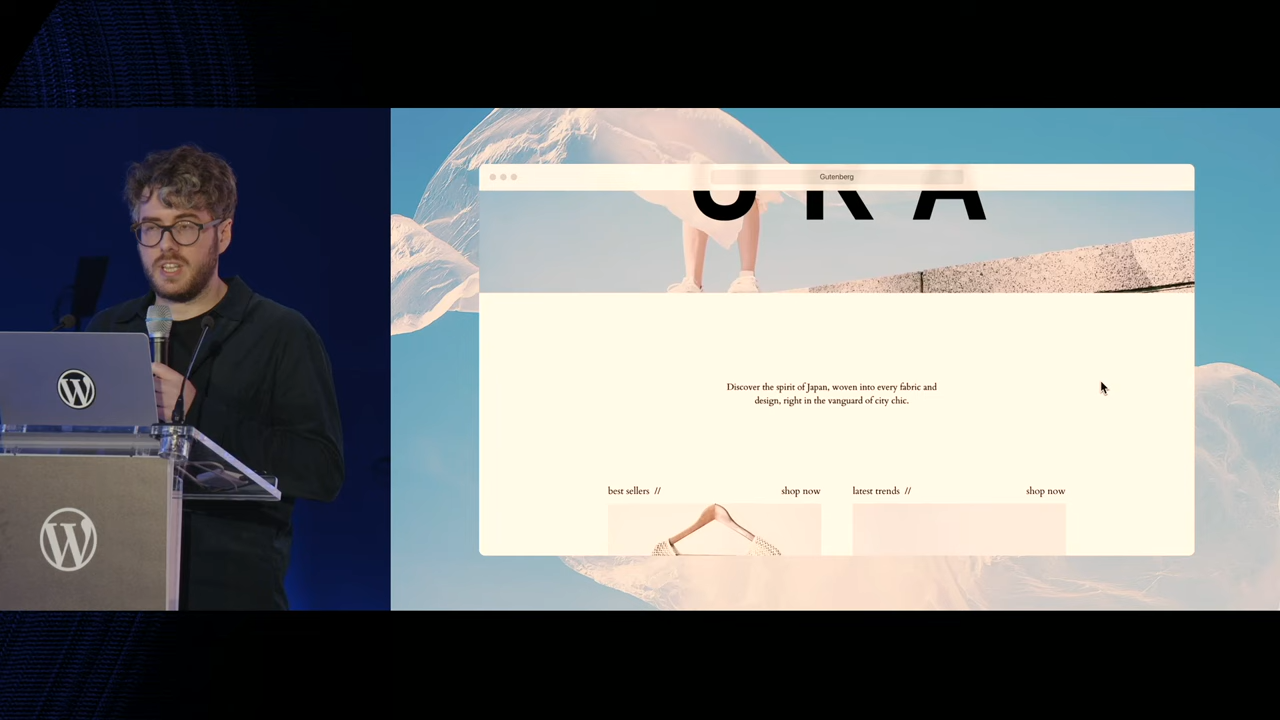 Gutenberg
URA
Discover the spirit of Japan, woven into every fabric and
design, right in the vanguard of city chic.
best sellers // shop now
latest trends // shop now